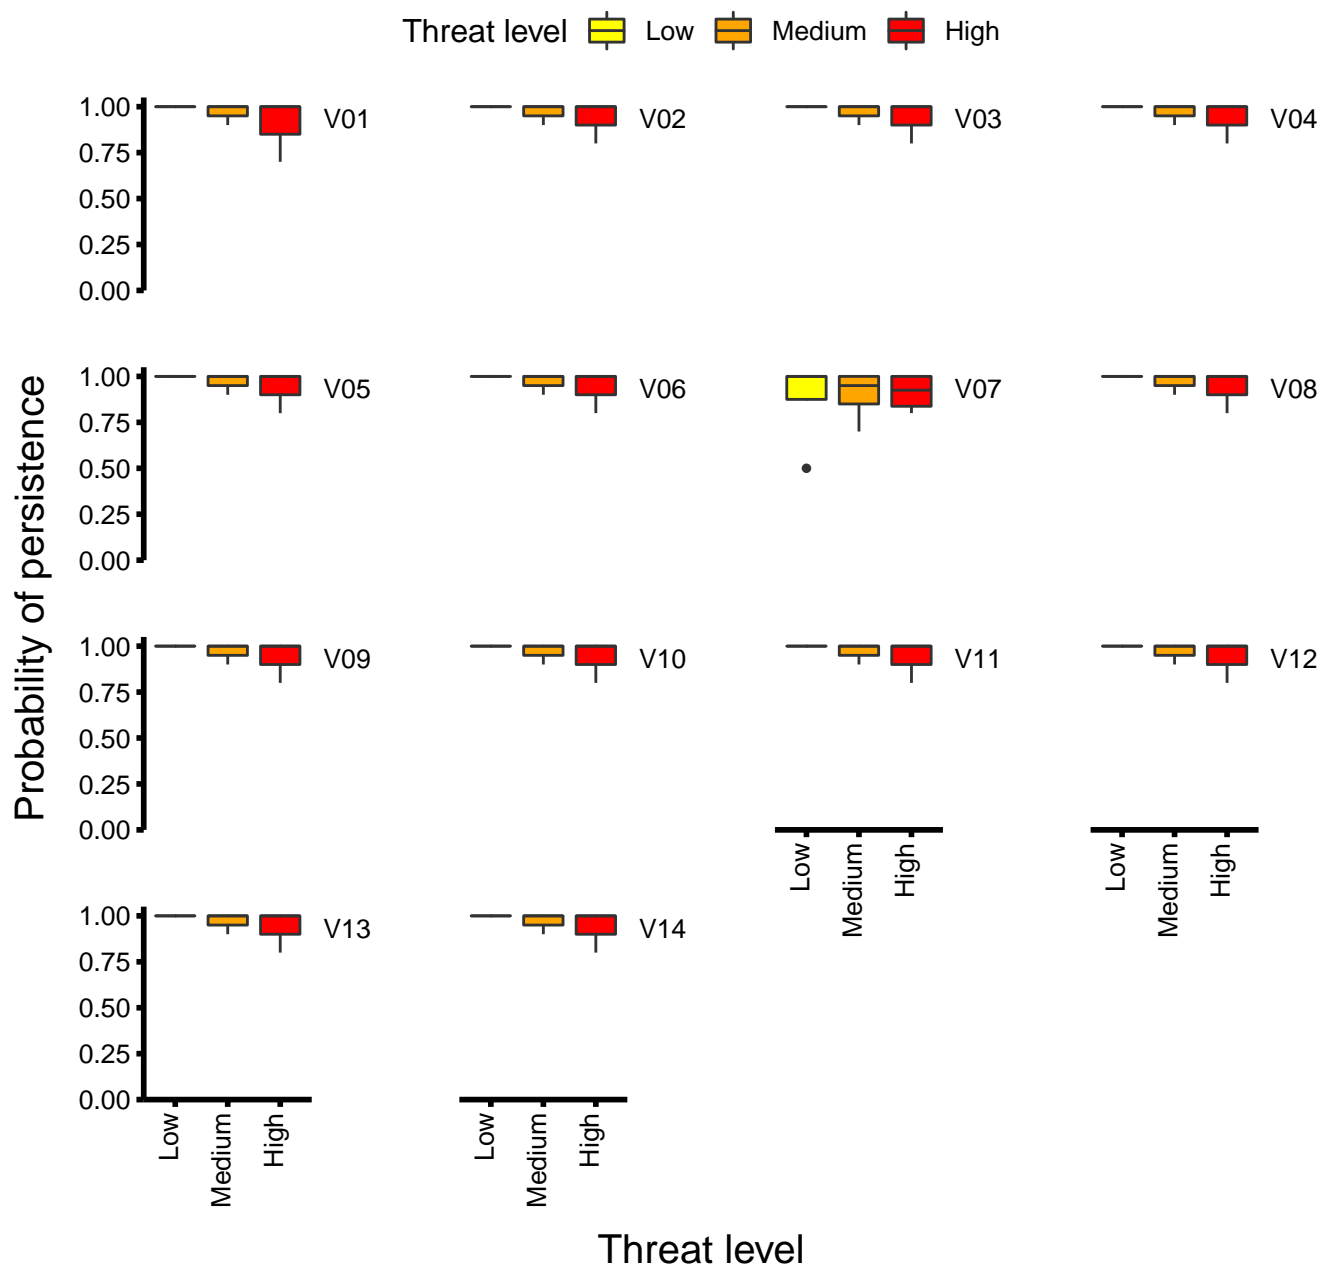 Threat level Low Medium High
1.00 V01 V02 V03 V04
0.75
0.50
0.25
0.00
Probability of persistence
1.00 V05 V06 V07 V08
0.75
0.50
0.25
0.00
1.00 V09 V10 V11 V12
0.75
0.50
0.25
0.00
Low Medium High Low Medium High
1.00 V13 V14
0.75
0.50
0.25
0.00
Low Medium High Low Medium High
Threat level